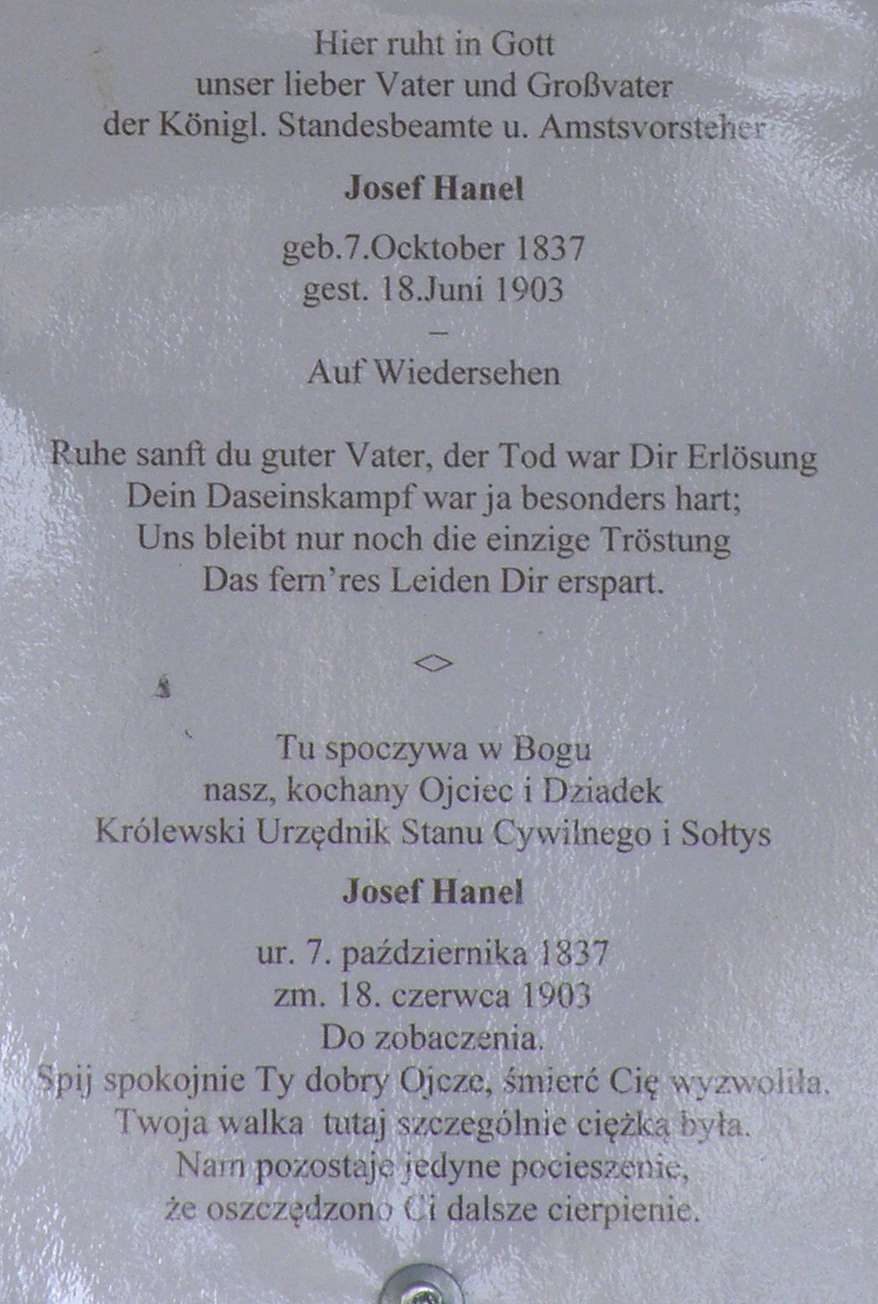 Hier ruht in Gott
unser lieber Vater und Großvater
der Königl. Standesbeamte u. Amstsvorsteher
Josef Hanel
geb.7.Ocktober 1837
gest. 18.Juni 1903
–
Auf Wiedersehen
Ruhe sanft du guter Vater, der Tod war Dir Erlösung
Dein Daseinskampf war ja besonders hart;
Uns bleibt nur noch die einzige Tröstung
Das fern’res Leiden Dir erspart.
<>
Tu spoczywa w Bogu
nasz, kochany Ojciec i Dziadek
Królewski Urzędnik Stanu Cywilnego i Sołtys
Josef Hanel
ur. 7. października 1837
zm. 18. czerwca 1903
Do zobaczenia.
Spij spokojnie Ty dobry Ojcze, śmierć Cię wyzwoliła.
Twoja walka tutaj szczególnie ciężka była.
Nam pozostaje jedyne pocieszenie,
że oszczędzono Ci dalsze cierpienie.